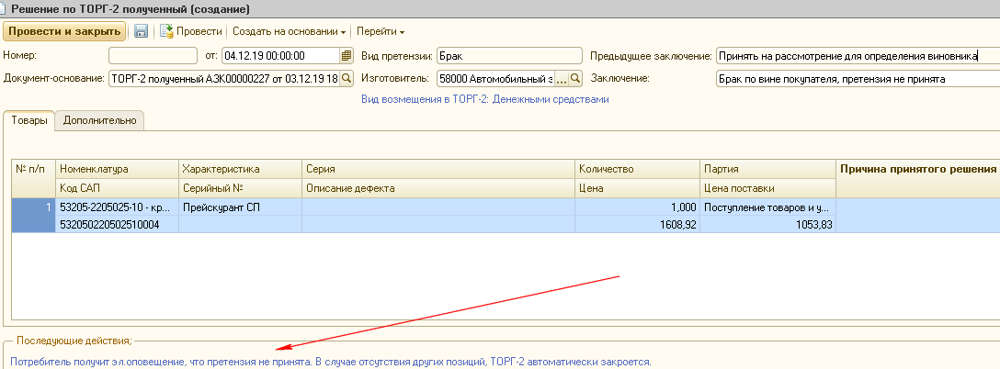 Решение по ТОРГ-2 полученный (создание)
Провести и закрыть Провести Создать на основании Перейти
Номер: от: 04.12.19 00:00:00 Вид претензии: Брак Предыдущее заключение: Принять на рассмотрение для определения виновника
Документ-основание: ТОРГ-2 полученный АЗК00000227 от 03.12.19 18 Изготовитель: 58000 Автомобильный з ... Заключение: Брак по вине покупателя, претензия не принята
Вид возмещения в ТОРГ-2: Денежными средствами
Товары Дополнительно
№ п/п Номенклатура Характеристика Серия Количество Партия Причина принятого решения
Код САП Серийный № Описание дефекта Цена Цена поставки
1 53205-2205025-10 - кр... Прейскурант СП 1,000 Поступление товаров и у...
532050220502510004 1608,92 1053,83
Последующие действия;
Потребитель получит эл.оповещение, что претензия не принята. В случае отсутствия других позиций, ТОРГ-2 автоматически закроется.